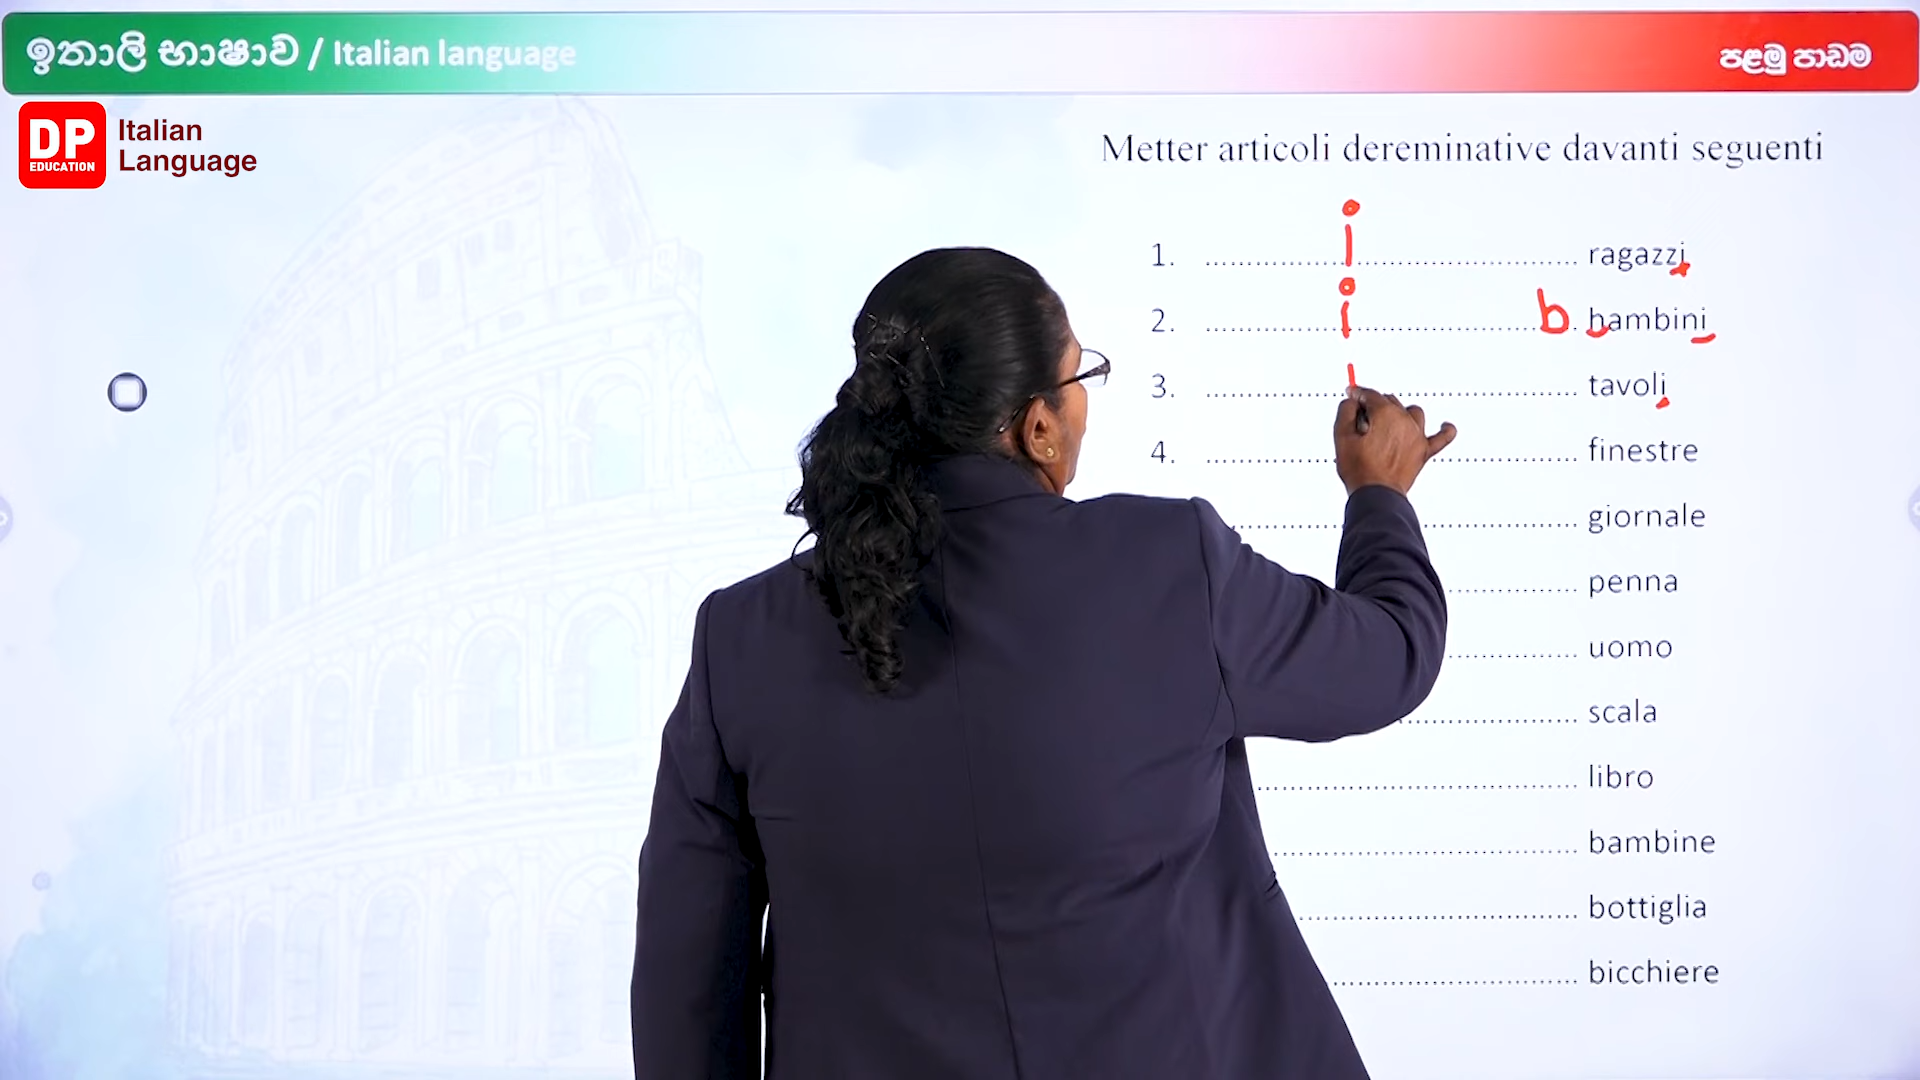 ඉතාලි භාෂාව / Italian language
පළමු පාඩම
DP
EDUCATION
Italian
Language
Metter articoli dereminative davanti seguenti
1. i ragazzi
2. i b hambini
3. tavoli
4. finestre
giornale
penna
uomo
scala
libro
bambine
bottiglia
bicchiere